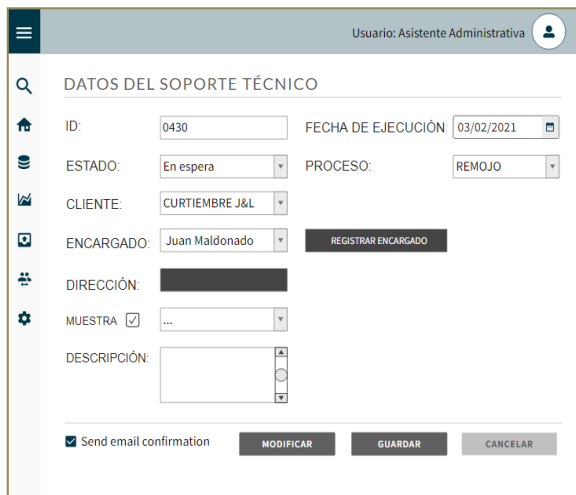 Usuario: Asistente Administrativa
DATOS DEL SOPORTE TÉCNICO
ID: 0430 FECHA DE EJECUCIÓN: 03/02/2021
ESTADO: En espera PROCESO: REMOJO
CLIENTE: CURTIEMBRE J&L
ENCARGADO: Juan Maldonado REGISTRAR ENCARGADO
DIRECCIÓN:
MUESTRA ...
DESCRIPCIÓN:
Send email confirmation MODIFICAR GUARDAR CANCELAR